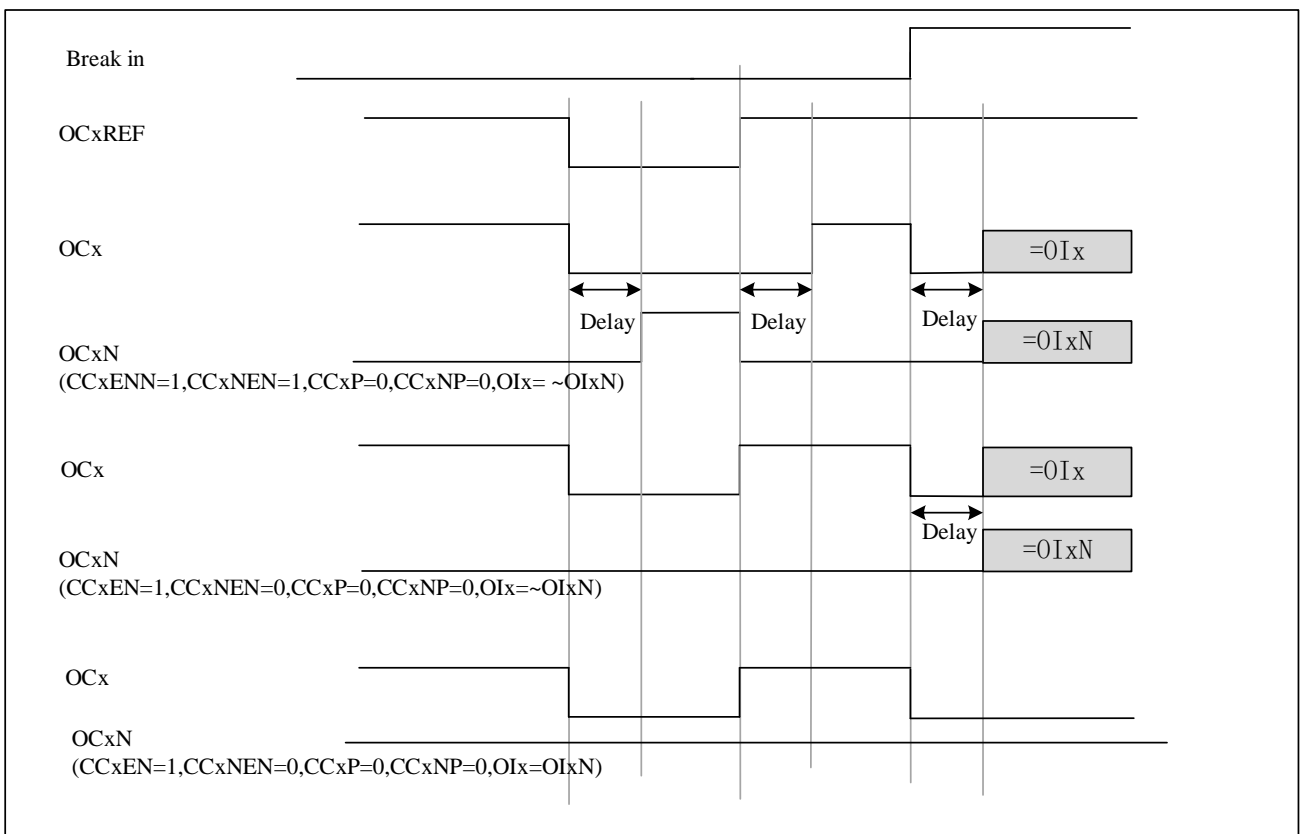 Break in
OCxREF
OCx
=OIx
Delay
Delay
Delay
=OIxN
OCxN
(CCxENN=1,CCxNEN=1,CCxP=0,CCxNP=0,OIx= ~OIxN)
OCx
=OIx
Delay
=OIxN
OCxN
(CCxEN=1,CCxNEN=0,CCxP=0,CCxNP=0,OIx=~OIxN)
OCx
OCxN
(CCxEN=1,CCxNEN=0,CCxP=0,CCxNP=0,OIx=OIxN)